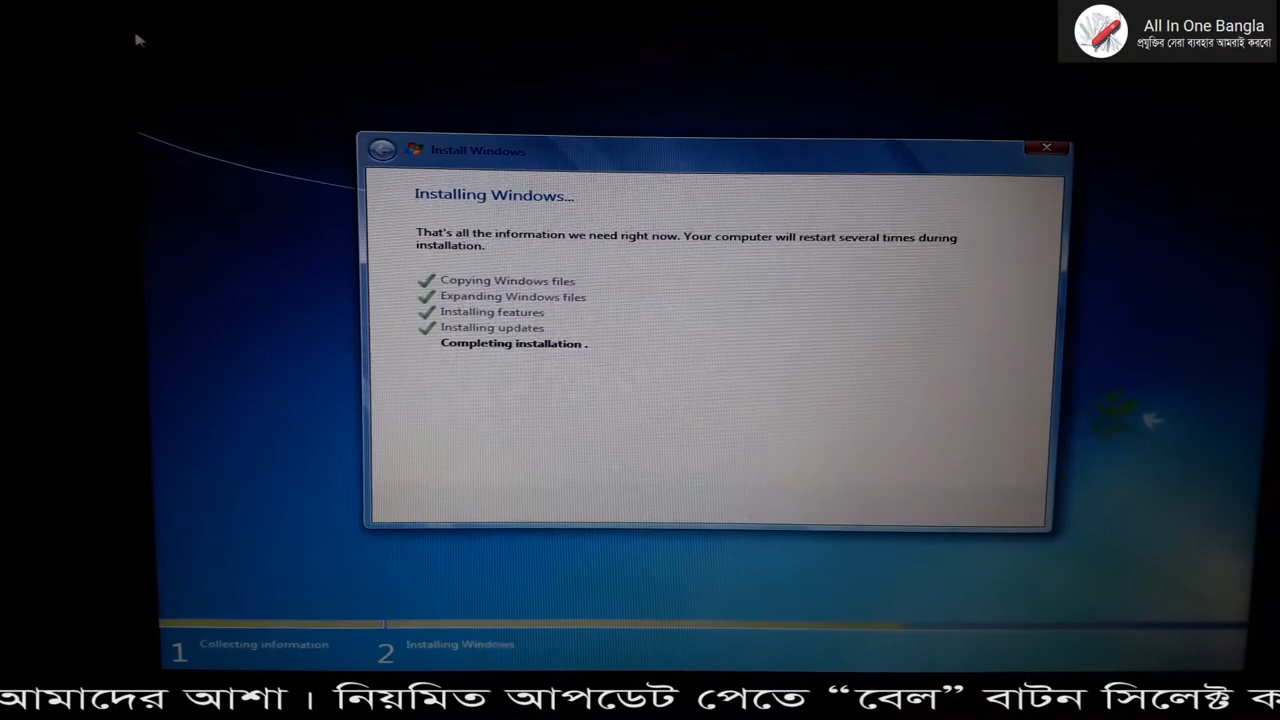 All In One Bangla
প্রযুক্তির সেরা ব্যবহার আমরাই করবো
Install Windows
Installing Windows...
That's all the information we need right now. Your computer will restart several times during
installation.
Copying Windows files
Expanding Windows files
Installing features
Installing updates
Completing installation .
1 Collecting information
2 Installing Windows
আমাদের আশা । নিয়মিত আপডেট পেতে “বেল” বাটন সিলেক্ট